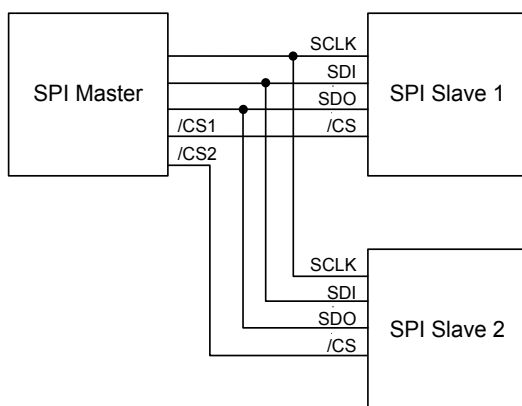 SPI Master
/CS1
/CS2
SCLK
SDI
SDO
/CS
SPI Slave 1
SCLK
SDI
SDO
/CS
SPI Slave 2